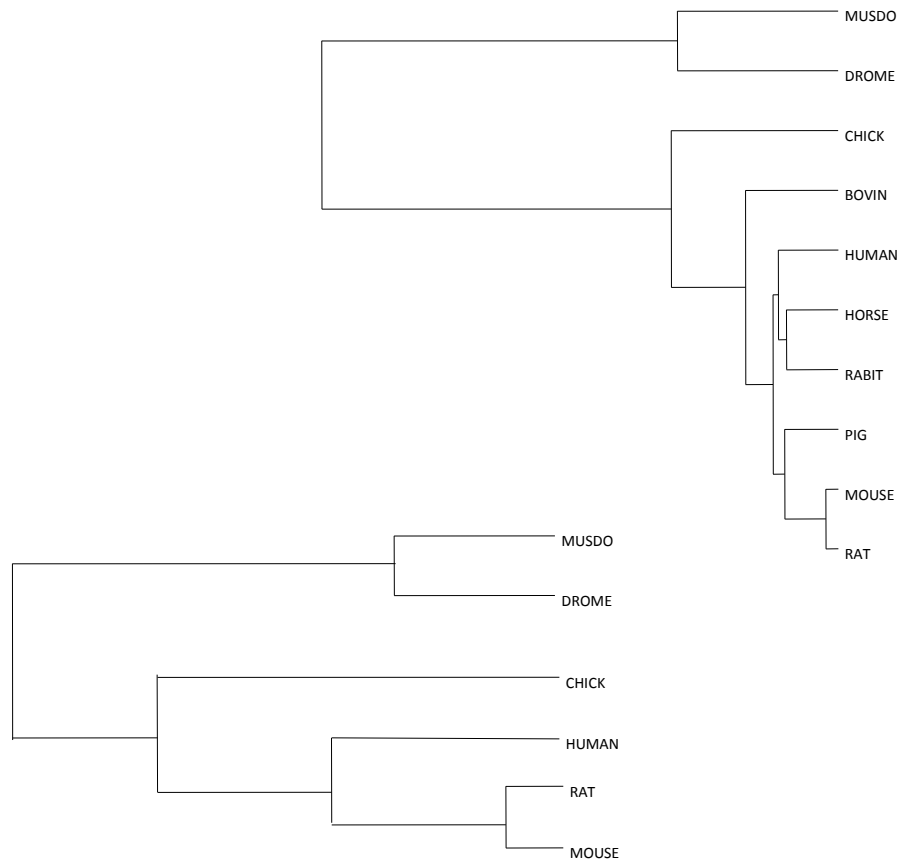 MUSDO
DROME
CHICK
BOVIN
HUMAN
HORSE
RABIT
PIG
MOUSE
RAT
MUSDO
DROME
CHICK
HUMAN
RAT
MOUSE